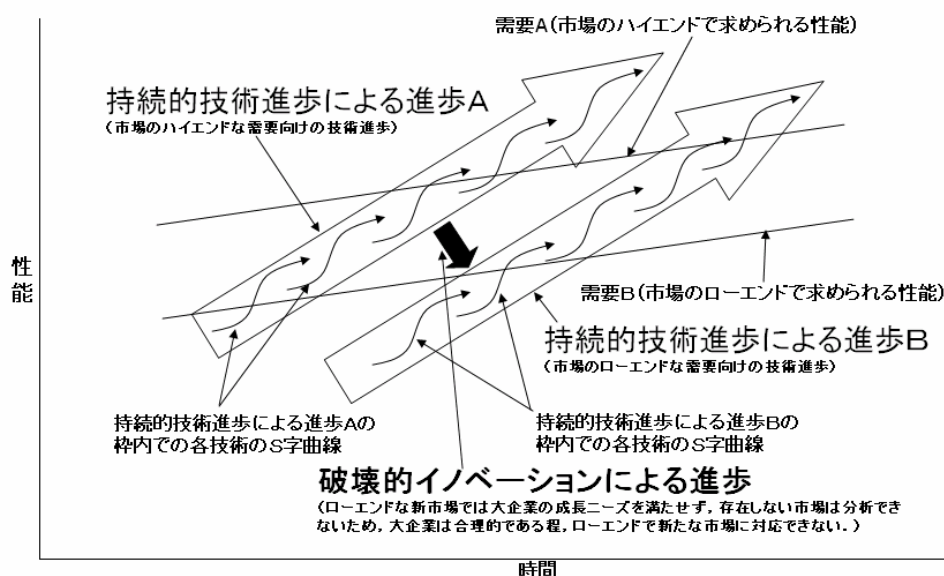 需要A(市場のハイエンドで求められる性能)
持続的技術進歩による進歩A
(市場のハイエンドな需要向けの技術進歩)
性
能
需要B(市場のローエンドで求められる性能)
持続的技術進歩による進歩B
(市場のローエンドな需要向けの技術進歩)
持続的技術進歩による進歩Aの
枠内での各技術のS字曲線
持続的技術進歩による進歩Bの
枠内での各技術のS字曲線
破壊的イノベーションによる進歩
(ローエンドな新市場では大企業の成長ニーズを満たせず, 存在しない市場は分析でき
ないため, 大企業は合理的である程, ローエンドで新たな市場に対応できない. )
時間